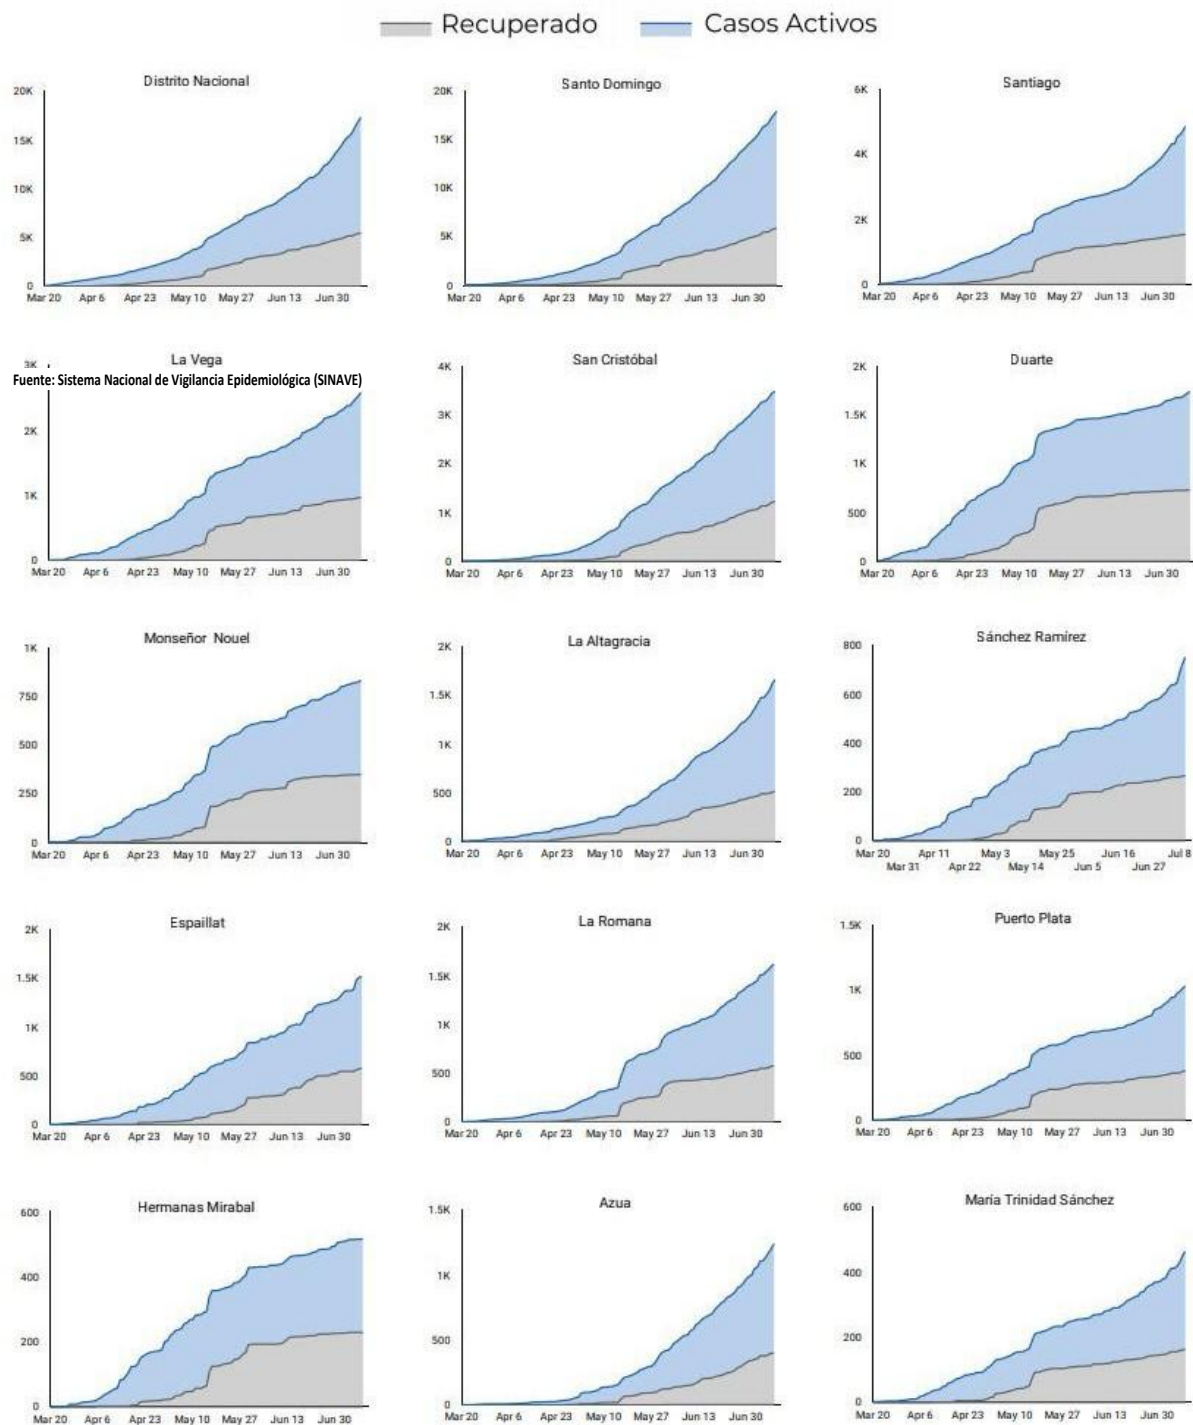 Recuperado Casos Activos
Distrito Nacional
20K
15K
10K
5K
0
Mar 20 Apr 6 Apr 23 May 10 May 27 Jun 13 Jun 30
Santo Domingo
20K
15K
10K
5K
0
Mar 20 Apr 6 Apr 23 May 10 May 27 Jun 13 Jun 30
Santiago
6K
4K
2K
0
Mar 20 Apr 6 Apr 23 May 10 May 27 Jun 13 Jun 30
La Vega
3K
Fuente: Sistema Nacional de Vigilancia Epidemiológica (SINAVE)
2K
1K
0
Mar 20 Apr 6 Apr 23 May 10 May 27 Jun 13 Jun 30
San Cristóbal
4K
3K
2K
1K
0
Mar 20 Apr 6 Apr 23 May 10 May 27 Jun 13 Jun 30
Duarte
2K
1.5K
1K
500
0
Mar 20 Apr 6 Apr 23 May 10 May 27 Jun 13 Jun 30
Monseñor Nouel
1K
750
500
250
0
Mar 20 Apr 6 Apr 23 May 10 May 27 Jun 13 Jun 30
La Altagracia
2K
1.5K
1K
500
0
Mar 20 Apr 6 Apr 23 May 10 May 27 Jun 13 Jun 30
Sánchez Ramírez
800
600
400
200
0
Mar 20 Apr 11 May 3 May 25 Jun 16 Jul 8
Mar 31 Apr 22 May 14 Jun 5 Jun 27
Espaillat
2K
1.5K
1K
500
0
Mar 20 Apr 6 Apr 23 May 10 May 27 Jun 13 Jun 30
La Romana
2K
1.5K
1K
500
0
Mar 20 Apr 6 Apr 23 May 10 May 27 Jun 13 Jun 30
Puerto Plata
1.5K
1K
500
0
Mar 20 Apr 6 Apr 23 May 10 May 27 Jun 13 Jun 30
Hermanas Mirabal
600
400
200
0
Mar 20 Apr 6 Apr 23 May 10 May 27 Jun 13 Jun 30
Azua
1.5K
1K
500
0
Mar 20 Apr 6 Apr 23 May 10 May 27 Jun 13 Jun 30
María Trinidad Sánchez
600
400
200
0
Mar 20 Apr 6 Apr 23 May 10 May 27 Jun 13 Jun 30